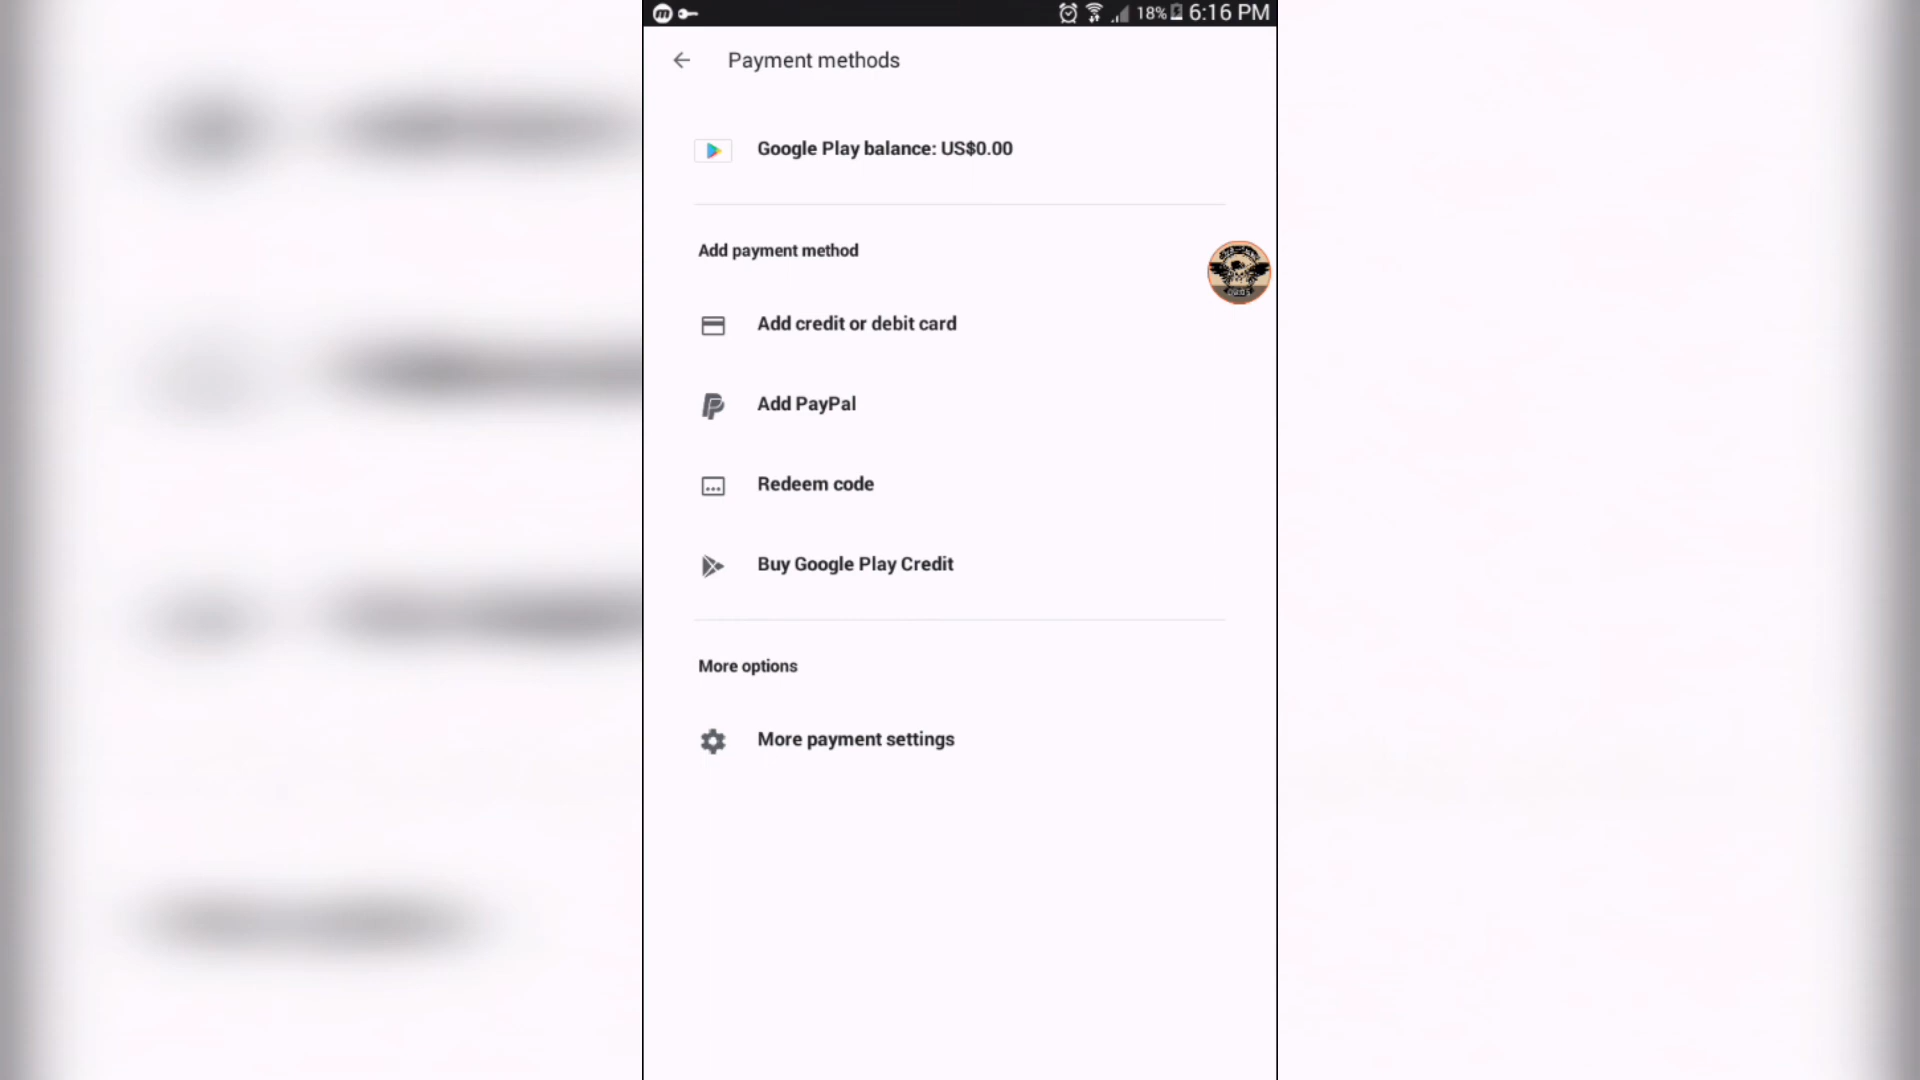 18% 6:16 PM
Payment methods
Google Play balance: US$0.00
Add payment method
Add credit or debit card
Add PayPal
Redeem code
Buy Google Play Credit
More options
More payment settings